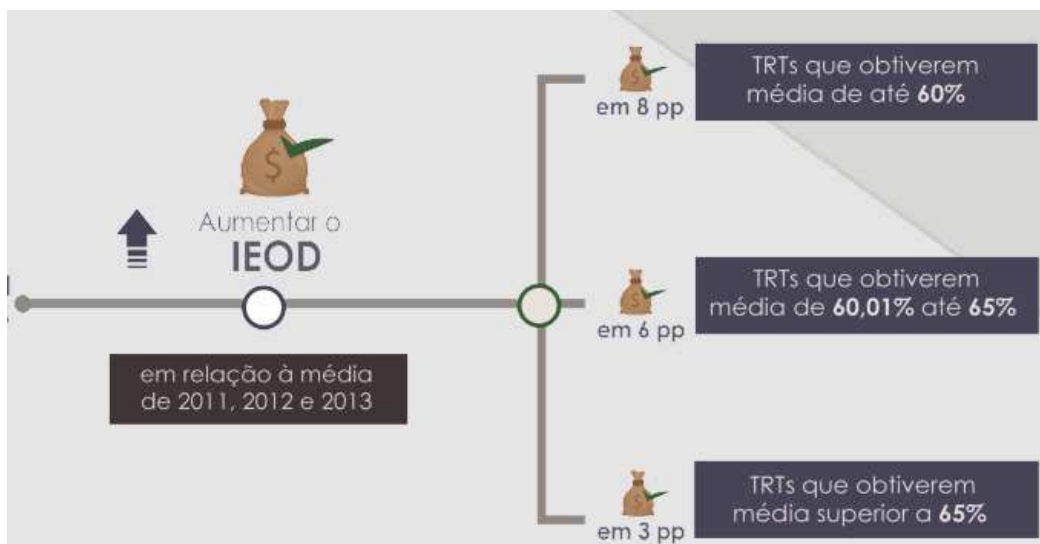 Aumentar o
IEOD
em relação à média
de 2011, 2012 e 2013
em 8 pp
TRTs que obtiverem
média de até 60%
em 6 pp
TRTs que obtiverem
média de 60,01% até 65%
em 3 pp
TRTs que obtiverem
média superior a 65%